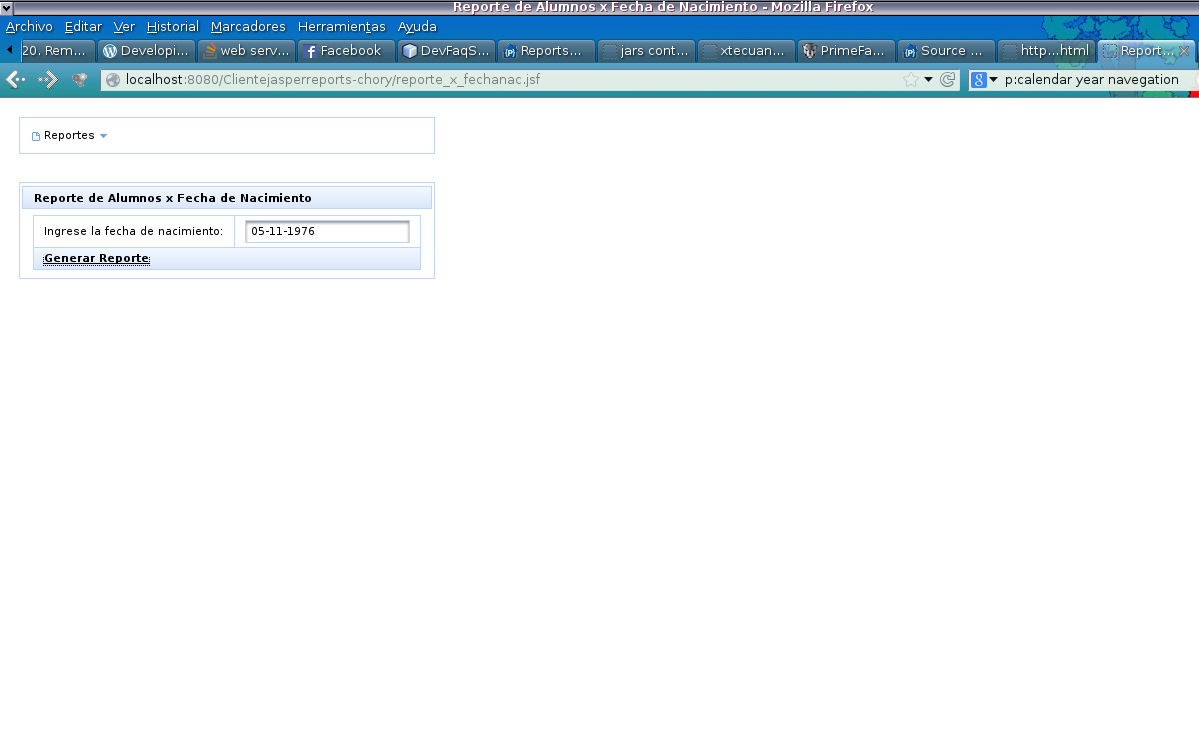 Reporte de Alumnos x Fecha de Nacimiento - Mozilla Firefox
Archivo Editar Ver Historial Marcadores Herramientas Ayuda
20. Rem... Developi... web serv... Facebook DevFaqS... Reports... jars cont... xtecuan... PrimeFa... Source ... http...html Report...
localhost:8080/Clientejasperreports-chory/reporte_x_fechanac.jsf p:calendar year navigation
Reportes
Reporte de Alumnos x Fecha de Nacimiento
Ingrese la fecha de nacimiento: 05-11-1976
Generar Reporte